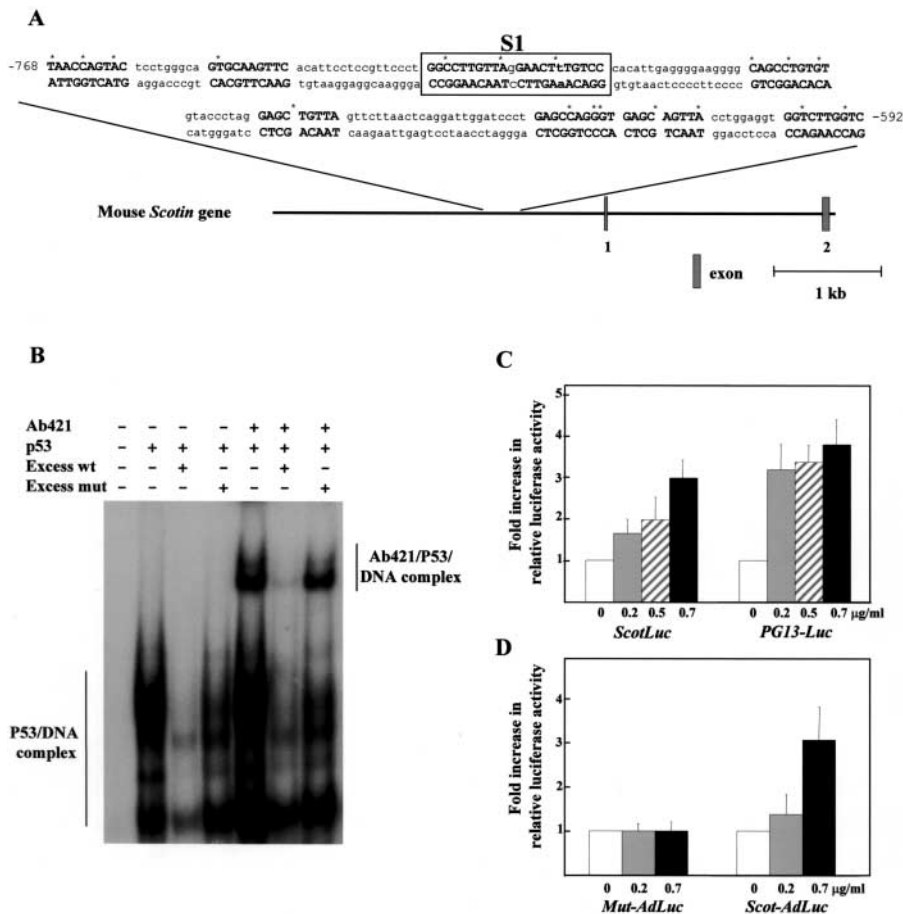 A
S1
* * * * * * * *
-768 TAACCAGTAC tcctgggca GTGCAAGTTC acattcctccgttccct GGCCTTGTTAgGAACTtTGTCC cacattgaggggaagggg CAGCCTGTGT
ATTGGTCATG aggacccgt CACGTTCAAG tgtaaggaggcaaggga CCGGAACAATcCTTGAaACAGG gtgtaactccccttcccc GTCGGACACA
gtaccctag GAGC TGTTA gttcttaactcaggattggatccct GAGCCAGGGT GAGC AGTTA cctggaggt GGTCTTGGTC -592
catgggatc CTCG ACAAT caagaattgagtcctaacctaggga CTCGGTCCCA CTCG TCAAT ggacctcca CCAGAACCAG
Mouse Scotin gene
1 2
exon
1 kb
B
Ab421 - - - - + + +
p53 - + + + + + +
Excess wt - - + - - + -
Excess mut - - - + - - +
Ab421/P53/
DNA complex
P53/DNA
complex
C
Fold increase in
relative luciferase activity
5
4
3
2
1
0 0.2 0.5 0.7 0 0.2 0.5 0.7 µg/ml
ScotLuc PG13-Luc
D
Fold increase in
relative luciferase activity
4
3
2
1
0 0.2 0.7 0 0.2 0.7 µg/ml
Mut-AdLuc Scot-AdLuc